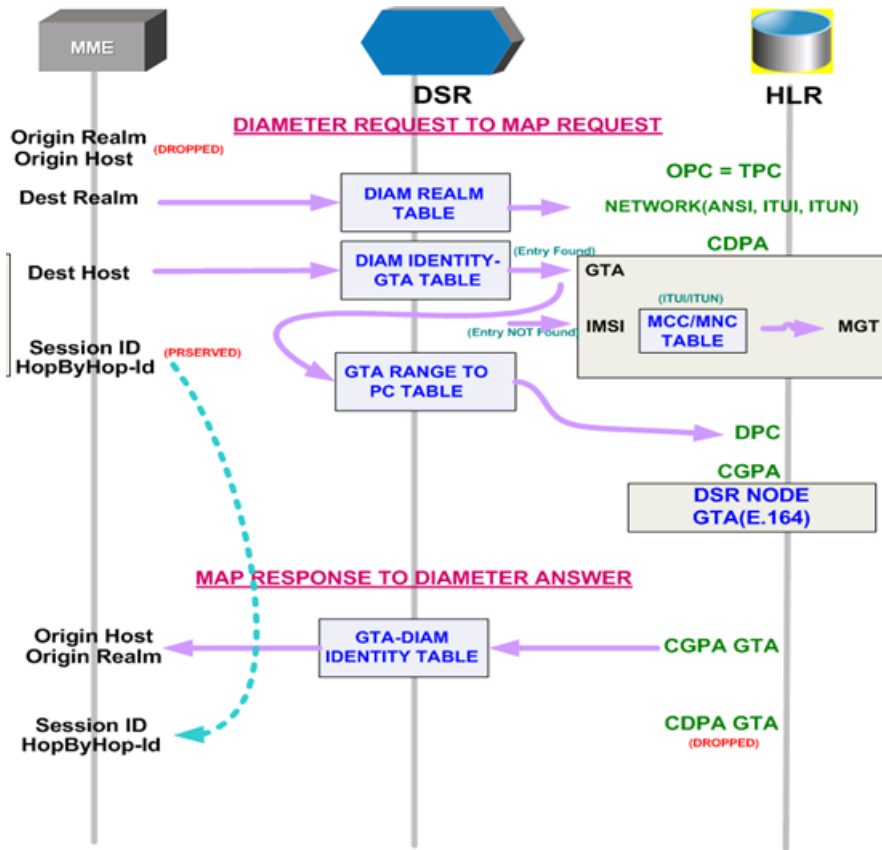 MME
DSR
HLR
DIAMETER REQUEST TO MAP REQUEST
Origin Realm
Origin Host
(DROPPED)
OPC = TPC
Dest Realm
DIAM REALM
TABLE
NETWORK(ANSI, ITUI, ITUN)
CDPA
Dest Host
DIAM IDENTITY-
GTA TABLE
(Entry Found)
GTA
(ITUI/ITUN)
(Entry NOT Found)
IMSI
MCC/MNC
TABLE
MGT
Session ID
HopByHop-Id
(PRSERVED)
GTA RANGE TO
PC TABLE
DPC
CGPA
DSR NODE
GTA(E.164)
MAP RESPONSE TO DIAMETER ANSWER
Origin Host
Origin Realm
GTA-DIAM
IDENTITY TABLE
CGPA GTA
Session ID
HopByHop-Id
CDPA GTA
(DROPPED)